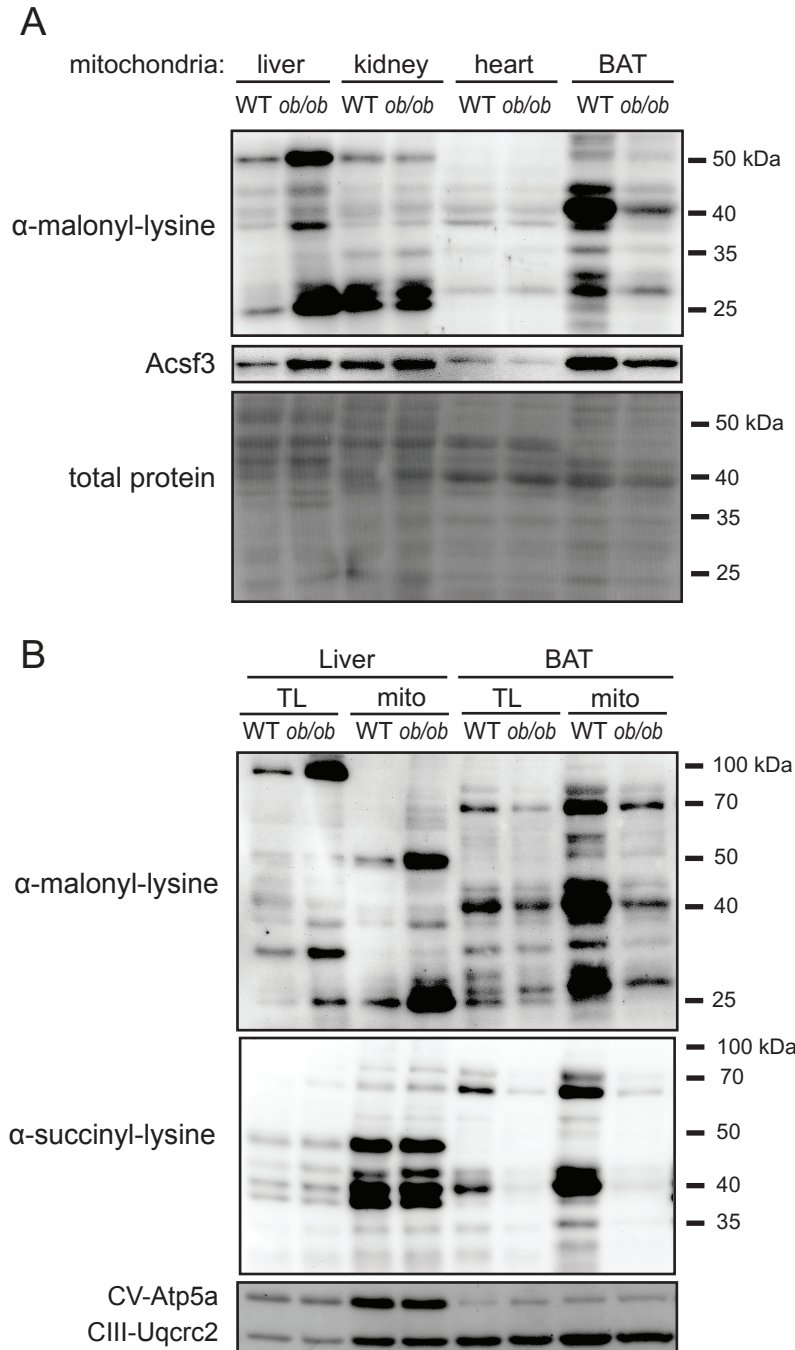 A
mitochondria: liver kidney heart BAT
WT ob/ob WT ob/ob WT ob/ob WT ob/ob
α-malonyl-lysine
50 kDa
40
35
25
Acsf3
total protein
50 kDa
40
35
25
B
Liver BAT
TL mito TL mito
WT ob/ob WT ob/ob WT ob/ob WT ob/ob
α-malonyl-lysine
100 kDa
70
50
40
25
α-succinyl-lysine
100 kDa
70
50
40
35
CV-Atp5a
CIII-Uqcrc2